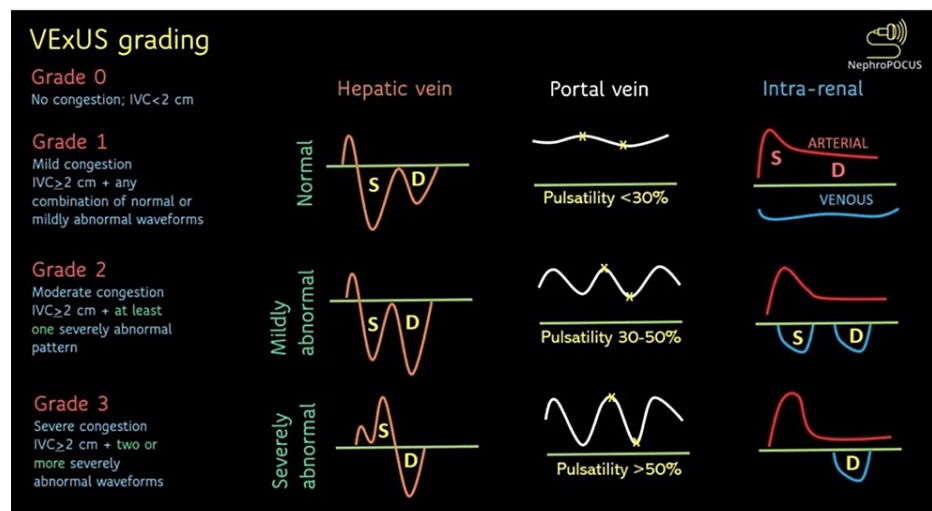 VExUS grading
NephroPOCUS
Grade 0
No congestion; IVC<2 cm
Grade 1
Mild congestion
IVC≥2 cm + any
combination of normal or
mildly abnormal waveforms
Grade 2
Moderate congestion
IVC≥2 cm + at least
one severely abnormal
pattern
Grade 3
Severe congestion
IVC≥2 cm + two or
more severely
abnormal waveforms
Hepatic vein
Portal vein
Intra-renal
Normal
S
D
Pulsatility <30%
S
ARTERIAL
D
VENOUS
Mildly
abnormal
S
D
Pulsatility 30-50%
S
D
Severely
abnormal
S
D
Pulsatility >50%
D